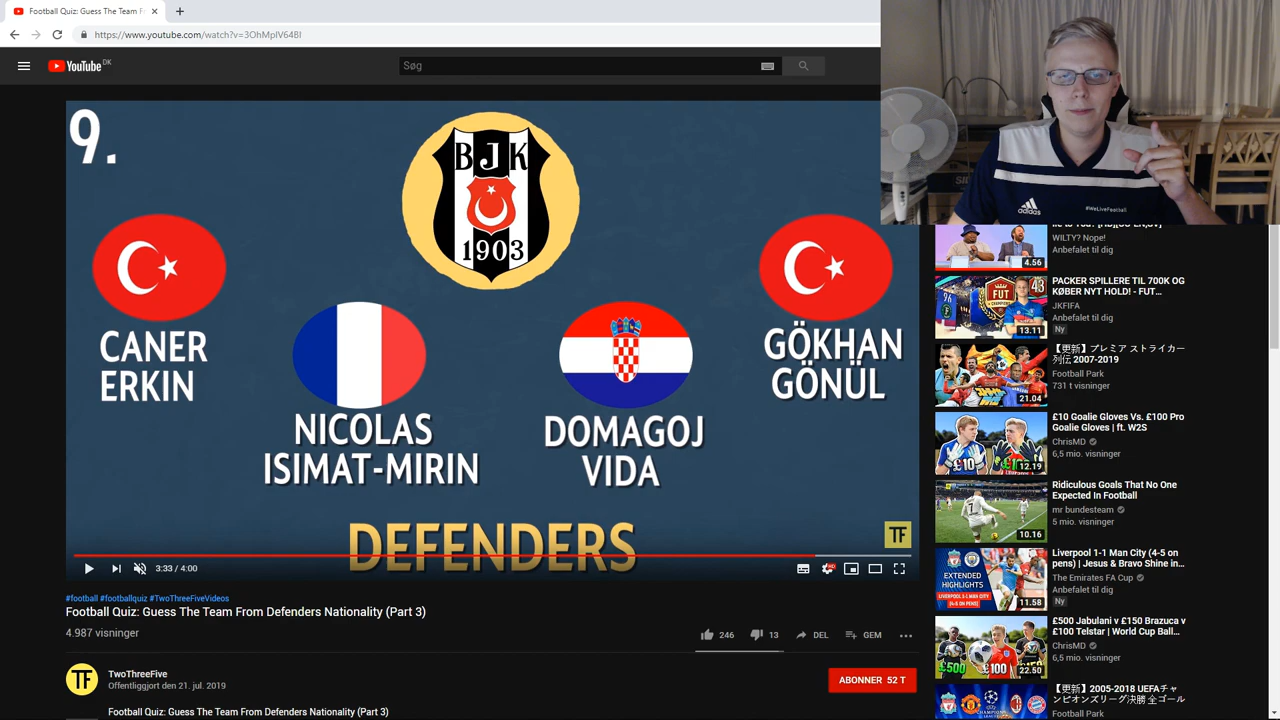 Football Quiz: Guess The Team F
https://www.youtube.com/watch?v=3OhMpIV64BI
YouTube DK
Søg
9.
BJK
1903
CANER
ERKIN
NICOLAS
ISIMAT-MIRIN
DOMAGOJ
VIDA
GÖKHAN
GÖNÜL
DEFENDERS
TF
3:33 / 4:00
#football #footballquiz #TwoThreeFiveVideos
Football Quiz: Guess The Team From Defenders Nationality (Part 3)
4.987 visninger
246
13
DEL
GEM
TF
TwoThreeFive
Offentliggjort den 21. jul. 2019
ABONNER 52 T
Football Quiz: Guess The Team From Defenders Nationality (Part 3)
adidas
#WeLiveFootball
WILTY? Nope!
Anbefalet til dig
4.56
PACKER SPILLERE TIL 700K OG
KØBER NYT HOLD! - FUT...
JKFIFA
Anbefalet til dig
Ny
FUT
13.11
【更新】プレミア ストライカー
列伝 2007-2019
Football Park
731 t visninger
21.04
£10 Goalie Gloves Vs. £100 Pro
Goalie Gloves | ft. W2S
ChrisMD
6,5 mio. visninger
£10
£100
12.19
Ridiculous Goals That No One
Expected In Football
mr bundesteam
5 mio. visninger
10.16
Liverpool 1-1 Man City (4-5 on
pens) | Jesus & Bravo Shine in...
The Emirates FA Cup
Anbefalet til dig
Ny
EXTENDED
HIGHLIGHTS
11.58
£500 Jabulani v £150 Brazuca v
£100 Telstar | World Cup Ball...
ChrisMD
6,5 mio. visninger
£500
£100
22.50
【更新】2005-2018 UEFAチャ
ンピオンズリーグ決勝 全ゴール
Football Park